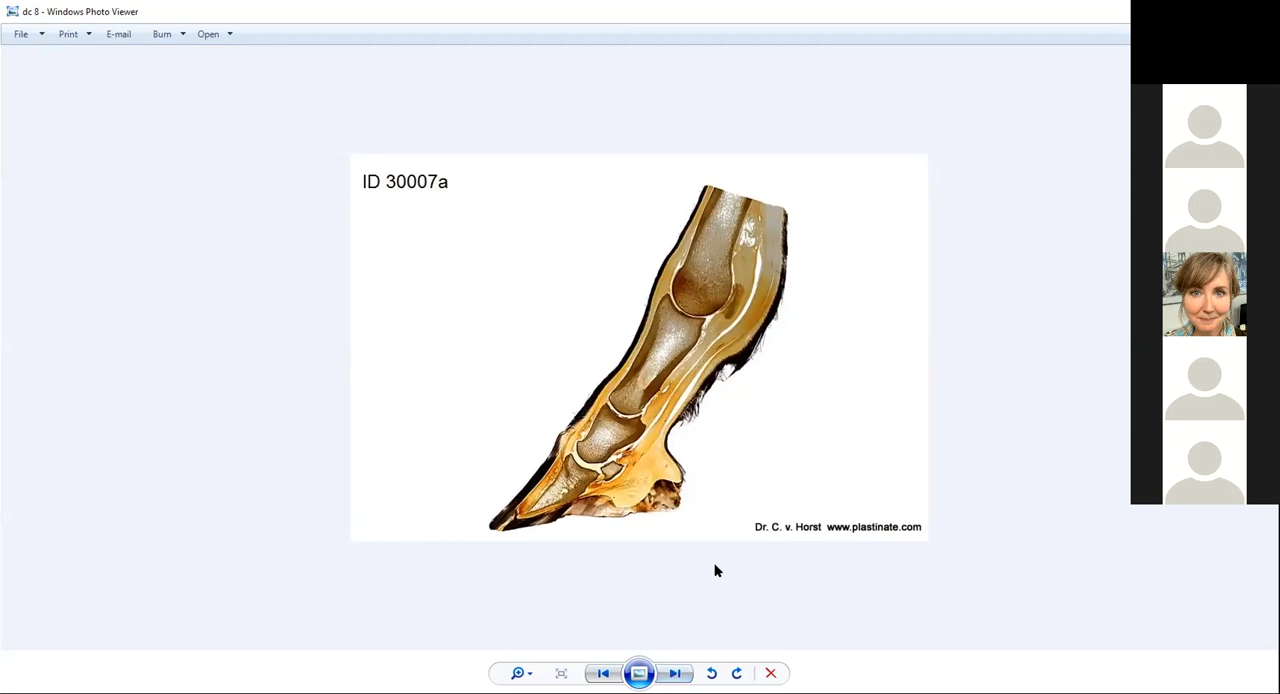 dc 8 - Windows Photo Viewer
File Print E-mail Burn Open
ID 30007a
Dr. C. v. Horst www.plastinate.com